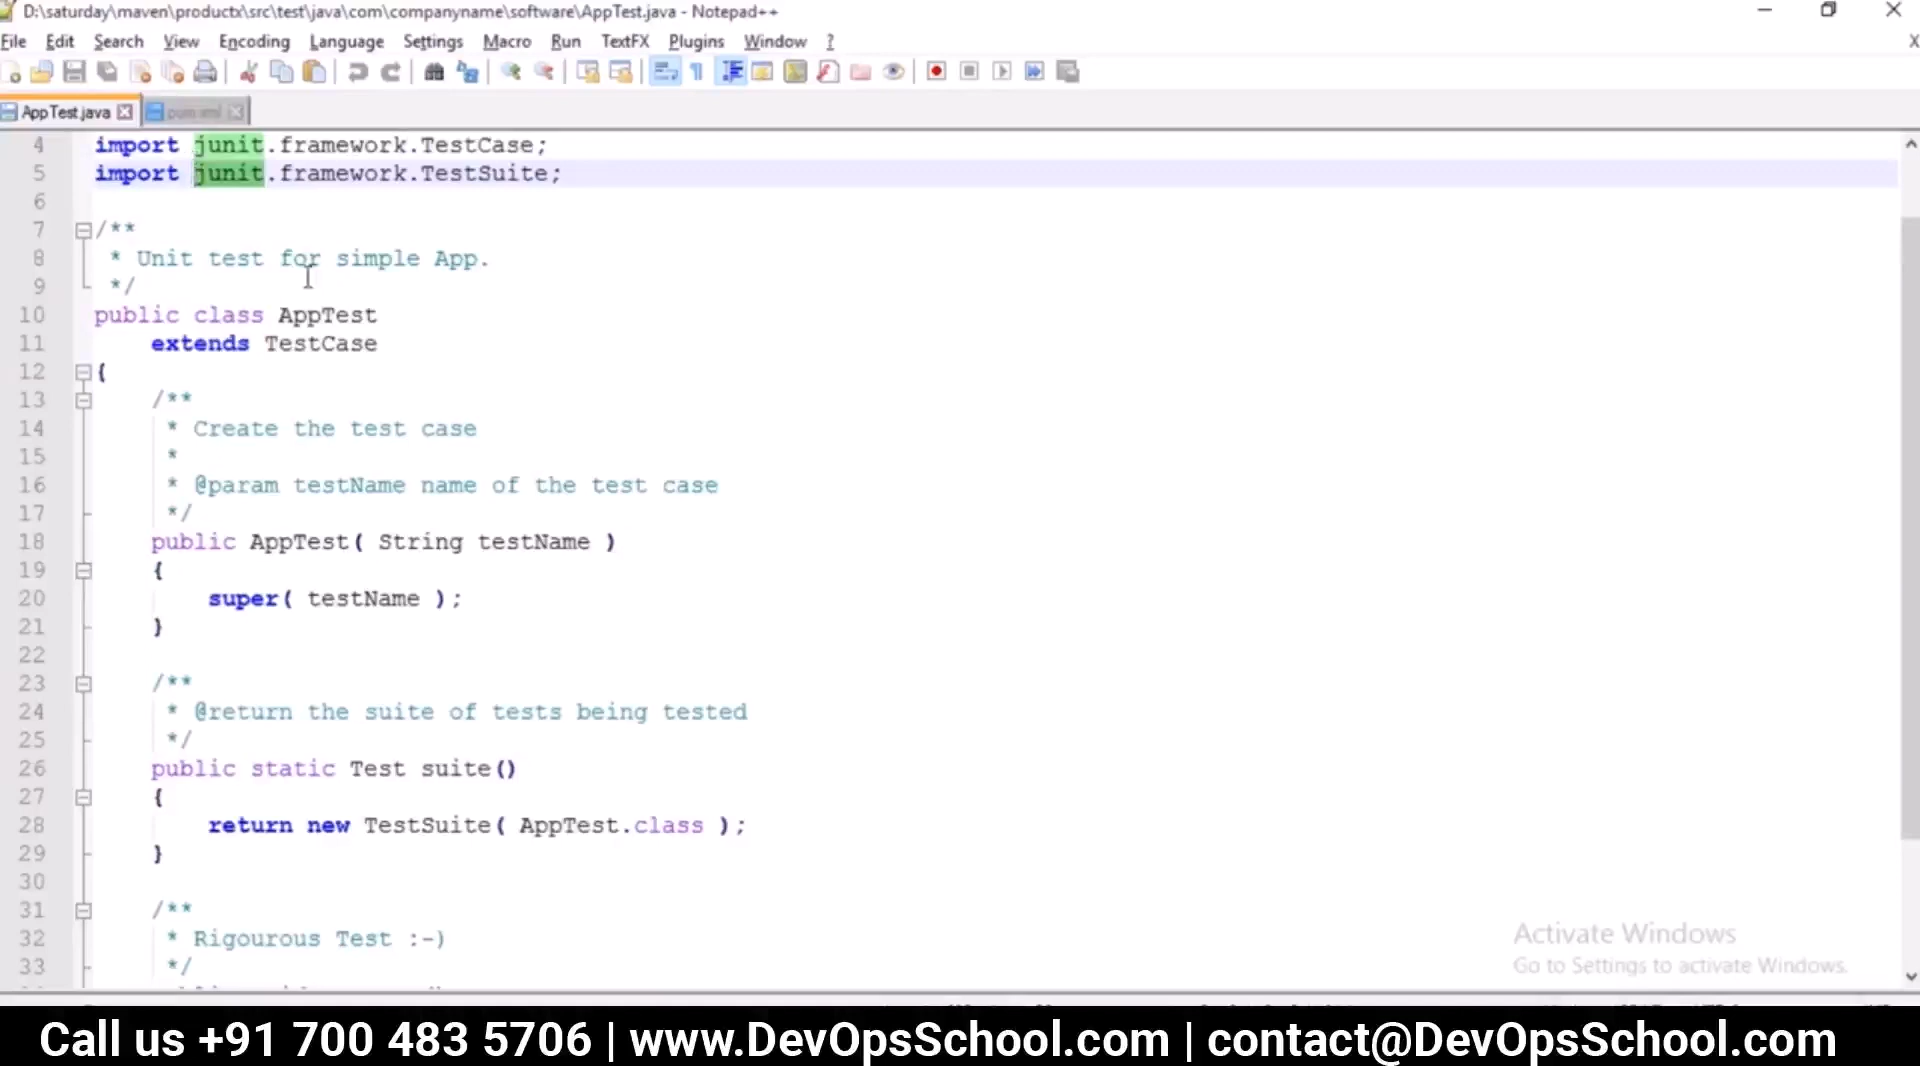 D:\saturday\maven\productx\src\test\java\com\companyname\software\AppTest.java - Notepad++
File Edit Search View Encoding Language Settings Macro Run TextFX Plugins Window ?
X
AppTest.java pom.xml
4 import junit.framework.TestCase;
5 import junit.framework.TestSuite;
6
7 /**
8 * Unit test for simple App.
9 */
10 public class AppTest
11 extends TestCase
12 {
13 /**
14 * Create the test case
15 *
16 * @param testName name of the test case
17 */
18 public AppTest( String testName )
19 {
20 super( testName );
21 }
22
23 /**
24 * @return the suite of tests being tested
25 */
26 public static Test suite()
27 {
28 return new TestSuite( AppTest.class );
29 }
30
31 /**
32 * Rigourous Test :-)
33 */
Activate Windows
Go to Settings to activate Windows.
Call us +91 700 483 5706 | www.DevOpsSchool.com | contact@DevOpsSchool.com